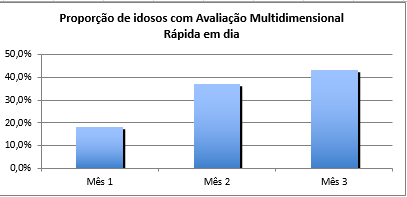 Proporção de idosos com Avaliação Multidimensional
Rápida em dia
50,0%
40,0%
30,0%
20,0%
10,0%
0,0%
Mês 1 Mês 2 Mês 3